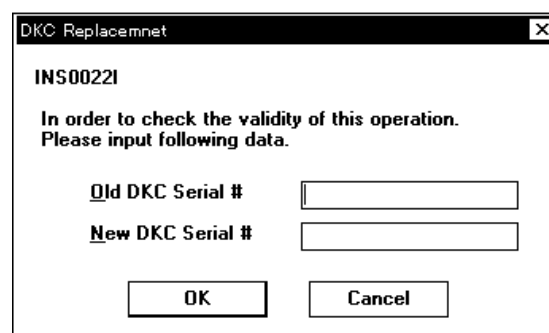 DKC Replacemnet
INS0022I
In order to check the validity of this operation.
Please input following data.
Old DKC Serial #
New DKC Serial #
OK Cancel